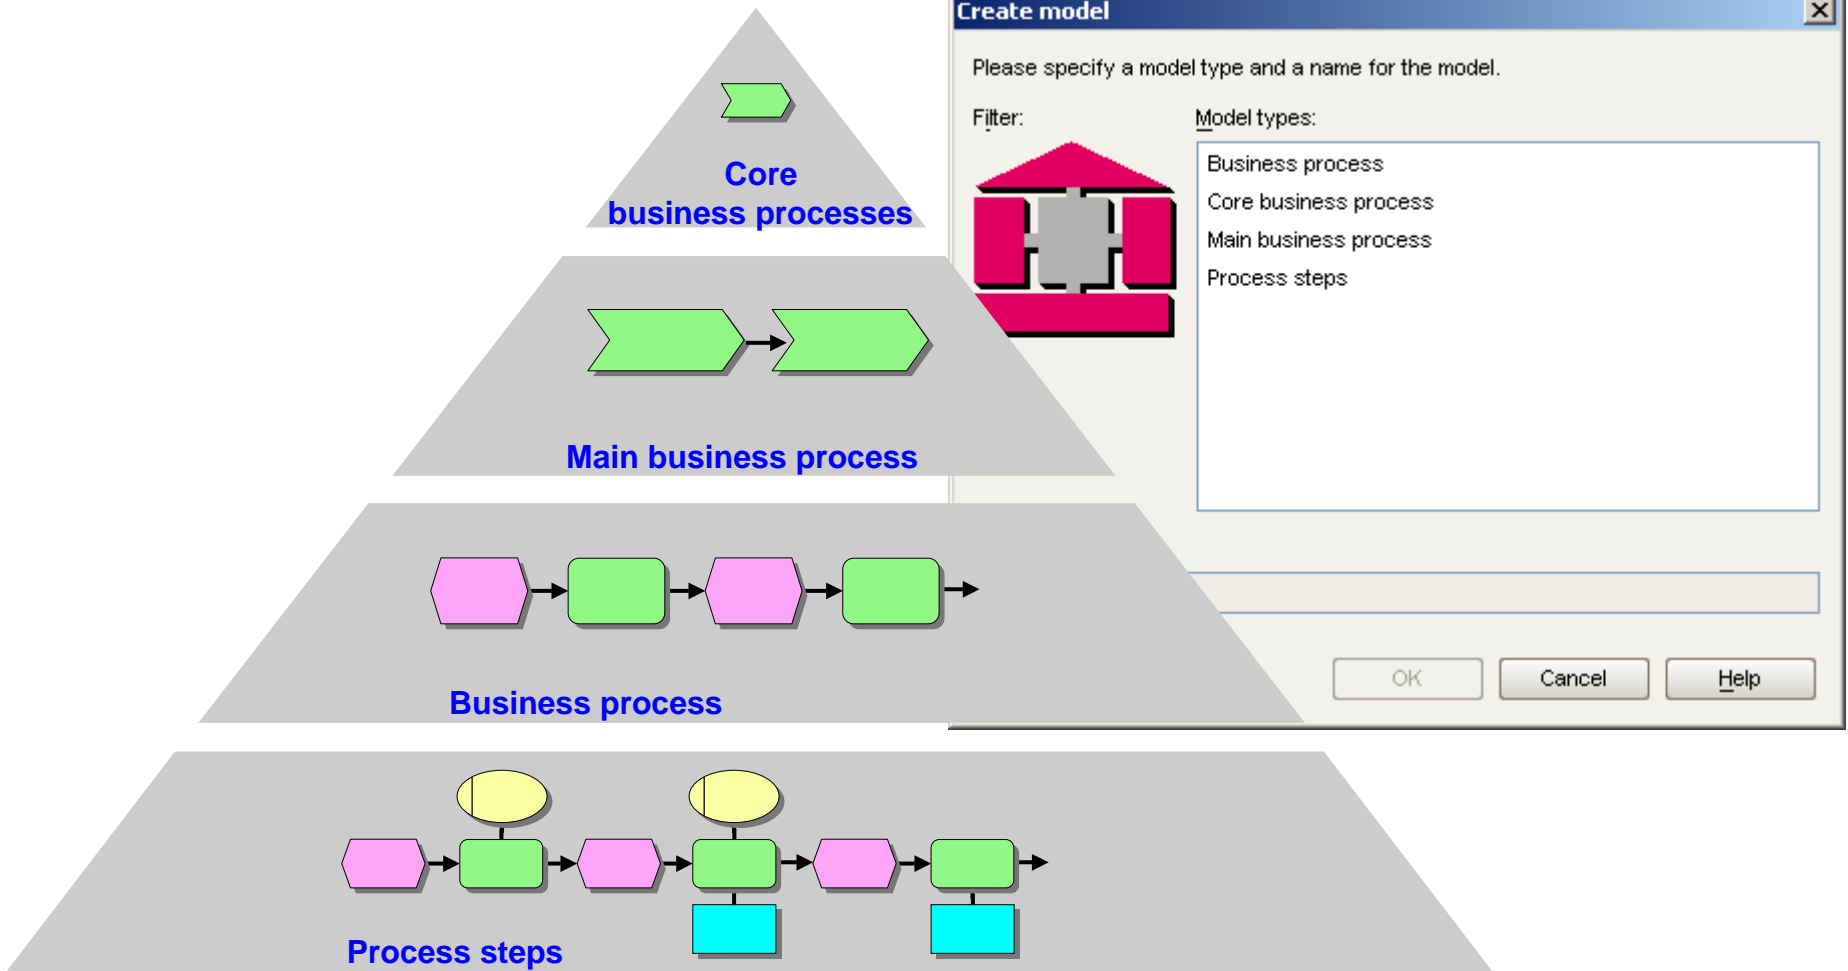 Core
business processes
Main business process
Business process
Process steps
Create model
Please specify a model type and a name for the model.
Filter:
Model types:
Business process
Core business process
Main business process
Process steps
OK
Cancel
Help